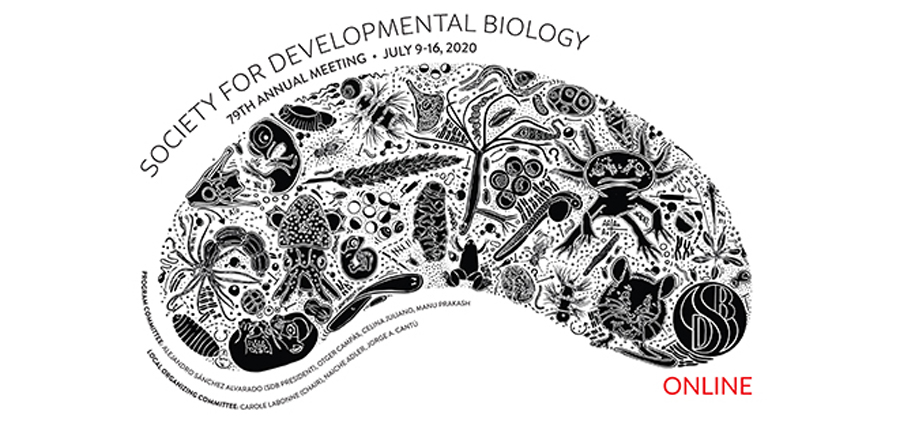 SOCIETY FOR DEVELOPMENTAL BIOLOGY
79TH ANNUAL MEETING • JULY 9-16, 2020
PROGRAM COMMITTEE: ALEJANDRO SÁNCHEZ ALVARADO (SDB PRESIDENT), OTGER CAMPÀS, CELINA JULIANO, MANU PRAKASH
LOCAL ORGANIZING COMMITTEE: CAROLE LABONNE (CHAIR), NAICHE ADLER, JORGE A. CANTÚ
SDB
ONLINE